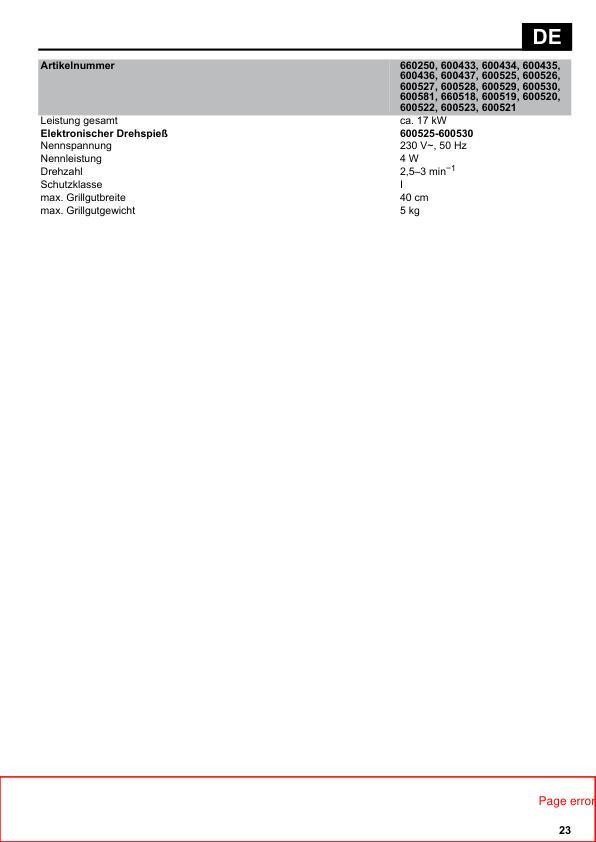 DE
Artikelnummer 660250, 600433, 600434, 600435,
600436, 600437, 600525, 600526,
600527, 600528, 600529, 600530,
600581, 660518, 600519, 600520,
600522, 600523, 600521
Leistung gesamt ca. 17 kW
Elektronischer Drehspieß 600525-600530
Nennspannung 230 V~, 50 Hz
Nennleistung 4 W
Drehzahl 2,5–3 min⁻¹
Schutzklasse I
max. Grillgutbreite 40 cm
max. Grillgutgewicht 5 kg
Page error
23